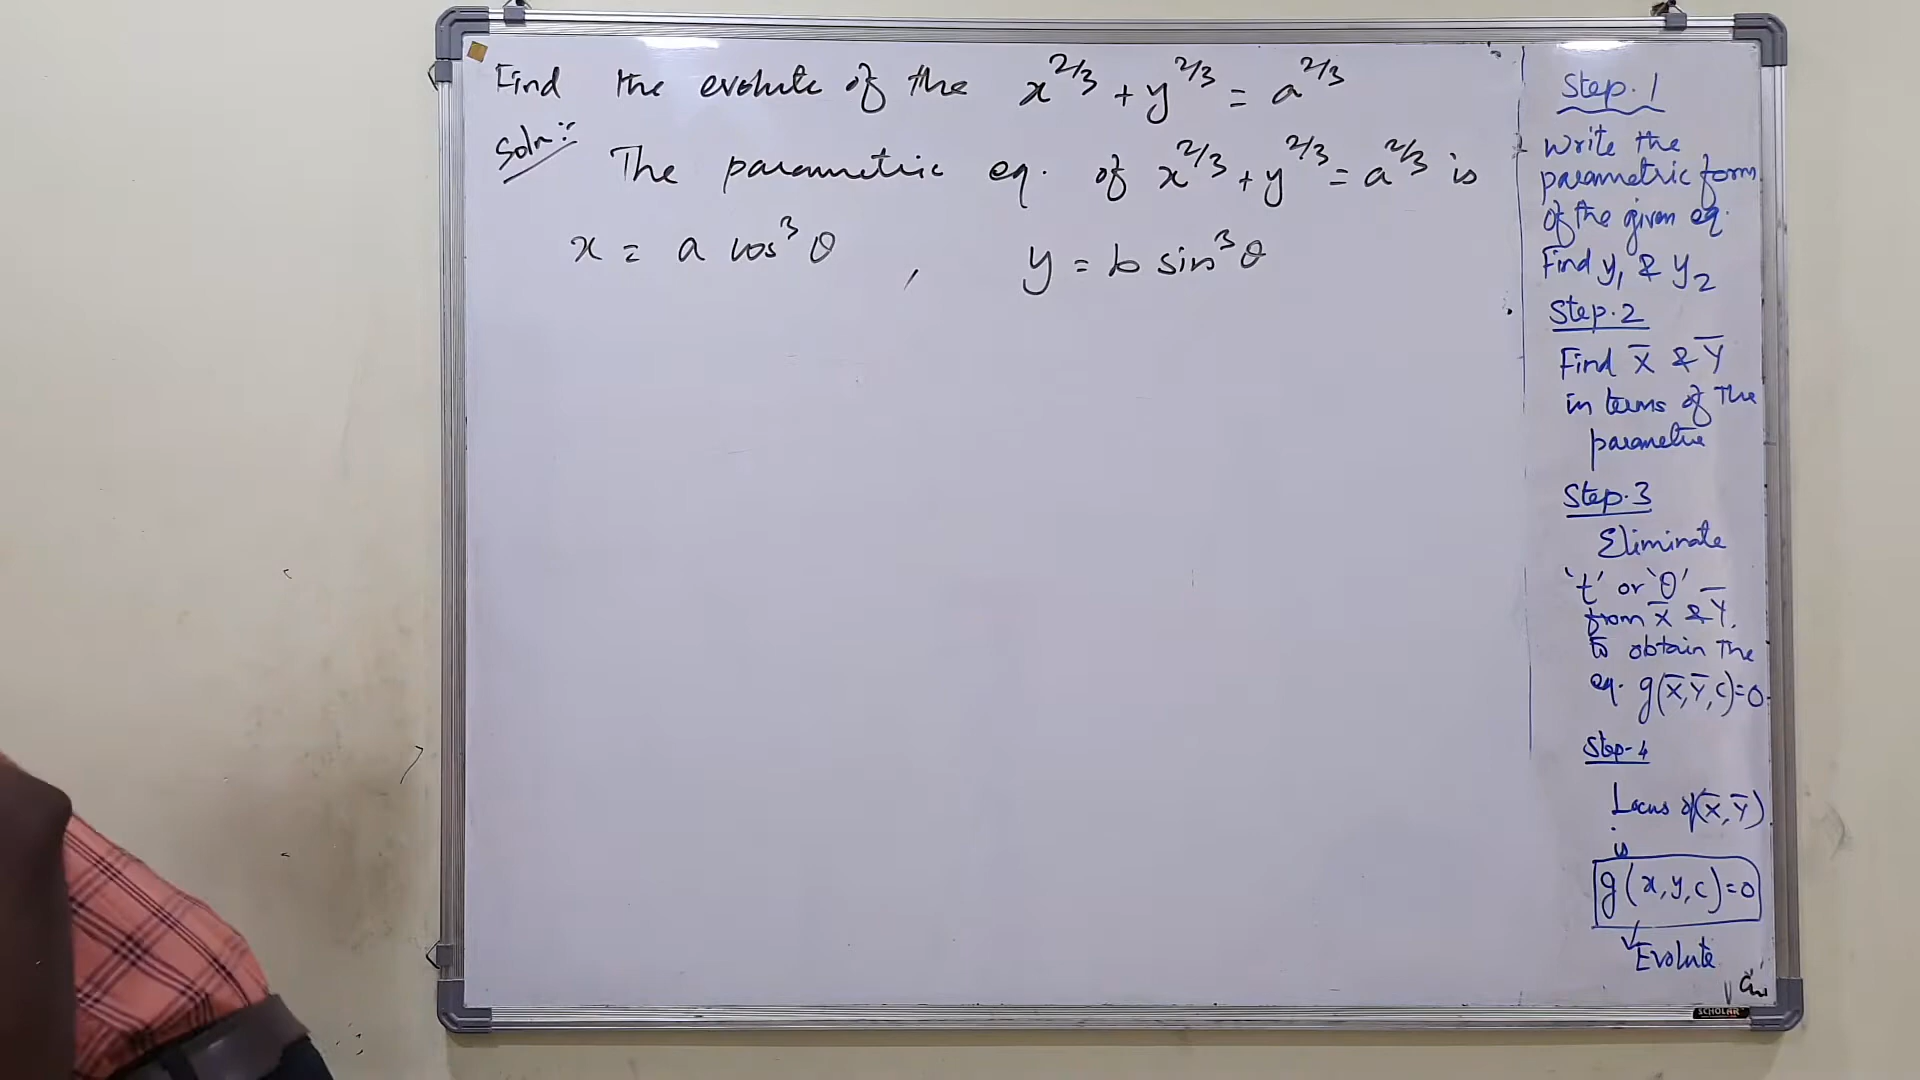 Find the evolute of the x^2/3 + y^2/3 = a^2/3
Soln:
The parametric eq. of x^2/3 + y^2/3 = a^2/3 is
x = a cos^3 θ , y = b sin^3 θ
Step.1
Write the
parametric form
of the given eq.
Find y₁ & y₂
Step.2
Find X̅ & Y̅
in terms of The
parametre
Step.3
Eliminate
't' or 'θ'
from X̅ & Y̅.
to obtain The
eq. g(X̅,Y̅,c)=0
Step-4
Locus of (X̅,Y̅)
is
g(x,y,c)=0
Evolute
SCHOLAR